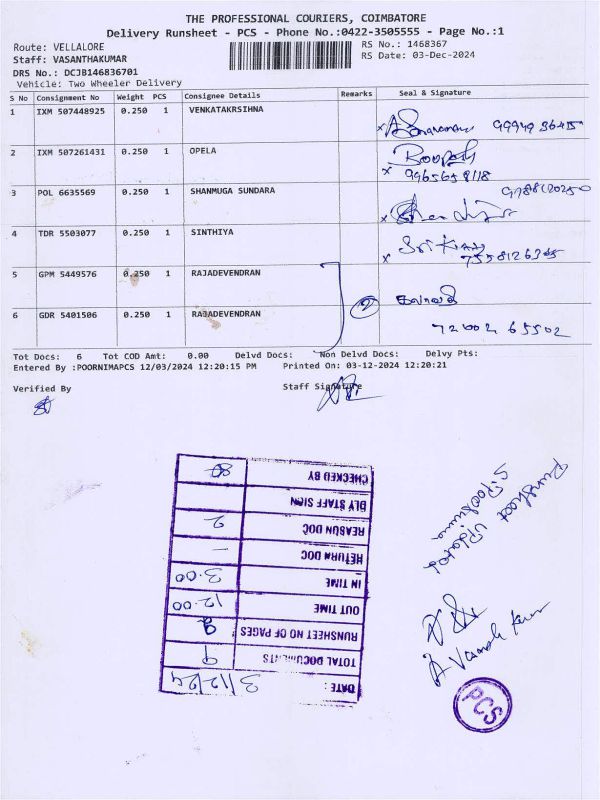 THE PROFESSIONAL COURIERS, COIMBATORE
Delivery Runsheet - PCS - Phone No.:0422-3505555 - Page No.:1
Route: VELLALORE
RS No.: 1468367
Staff: VASANTHAKUMAR
RS Date: 03-Dec-2024
DRS No.: DCJB146836701
Vehicle: Two Wheeler Delivery
S No Consignment No Weight PCS Consignee Details Remarks Seal & Signature
1 IXM 507448925 0.250 1 VENKATAKRSIHNA
2 IXM 507261431 0.250 1 OPELA
9965658118
3 POL 6635569 0.250 1 SHANMUGA SUNDARA
4 TDR 5503077 0.250 1 SINTHIYA
5 GPM 5449576 0.250 1 RAJADEVENDRAN
2
6 GDR 5401506 0.250 1 RAJADEVENDRAN
72002 65502
Tot Docs: 6 Tot COD Amt: 0.00 Delvd Docs: Non Delvd Docs: Delvy Pts:
Entered By :POORNIMAPCS 12/03/2024 12:20:15 PM Printed On: 03-12-2024 12:20:21
Verified By
Staff Signature
DATE : 3/12/24
TOTAL DOCUMENTS 9
RUNSHEET NO OF PAGES 2
OUT TIME 12.00
IN TIME 3.00
RETURN DOC –
REASON DOC 2
DLY STAFF SIGN
CHECKED BY
Runsheet updated
PCS